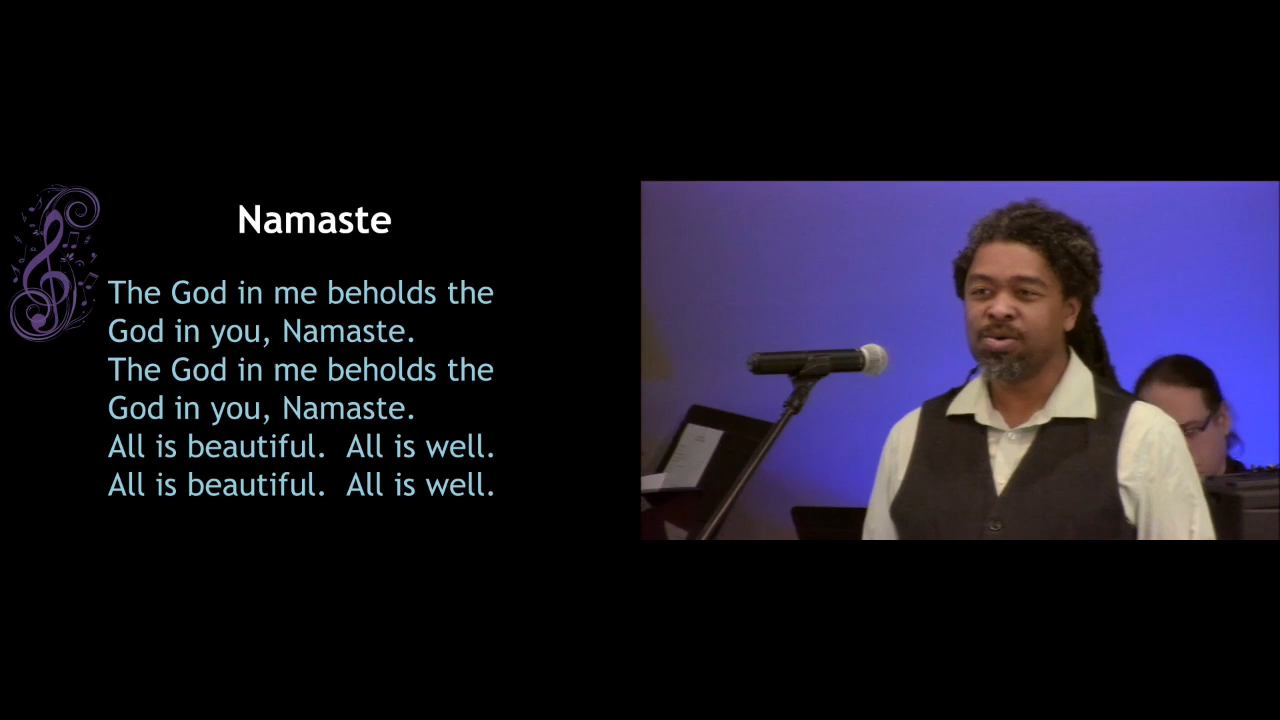 Namaste
The God in me beholds the
God in you, Namaste.
The God in me beholds the
God in you, Namaste.
All is beautiful.  All is well.
All is beautiful.  All is well.